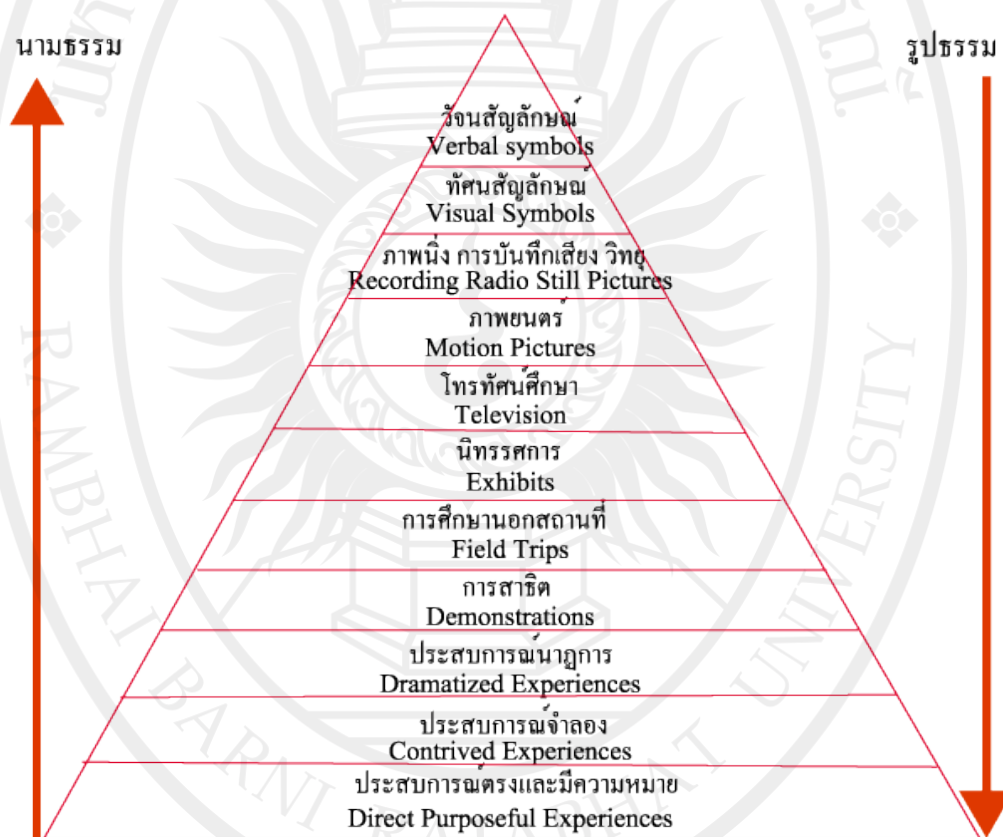 นามธรรม
รูปธรรม
วัจนสัญลักษณ์
Verbal symbols
ทัศนสัญลักษณ์
Visual Symbols
ภาพนิ่ง การบันทึกเสียง วิทยุ
Recording Radio Still Pictures
ภาพยนตร์
Motion Pictures
โทรทัศน์ศึกษา
Television
นิทรรศการ
Exhibits
การศึกษานอกสถานที่
Field Trips
การสาธิต
Demonstrations
ประสบการณ์นาฏการ
Dramatized Experiences
ประสบการณ์จำลอง
Contrived Experiences
ประสบการณ์ตรงและมีความหมาย
Direct Purposeful Experiences
RAMBHAI BARNI RAJABHAT UNIVERSITY